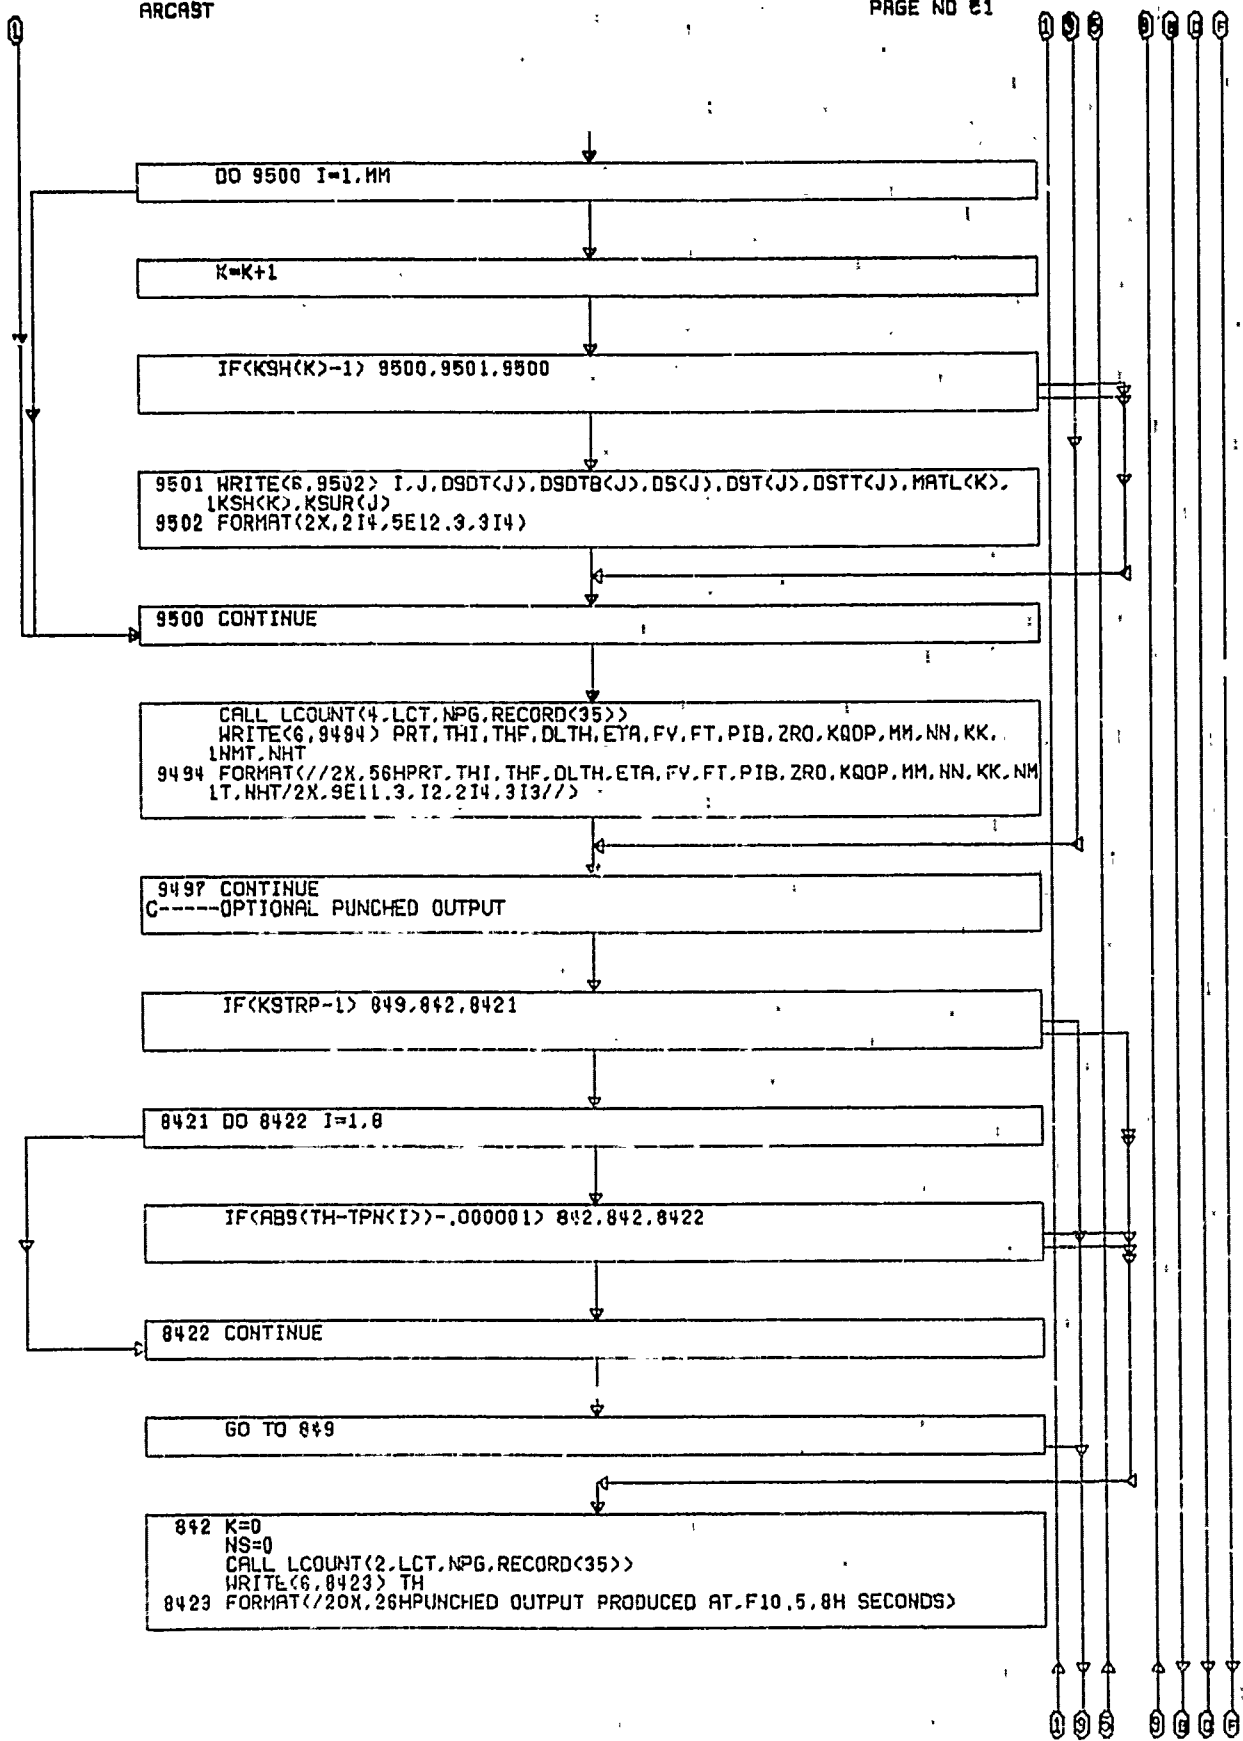 ARCAST
PAGE NO 51
DO 9500 I=1,MM
K=K+1
IF(KSH(K)-1) 9500,9501,9500
9501 WRITE(6,9502) I,J,DSDT(J),DSDTB(J),DS(J),DST(J),DSTT(J),MATL(K),
1KSH(K),KSUR(J)
9502 FORMAT(2X,2I4,5E12.3,3I4)
9500 CONTINUE
CALL LCOUNT(4,LCT,NPG,RECORD(35))
WRITE(6,9494) PRT,THI,THF,DLTH,ETA,FV,FT,PIB,ZRO,KQOP,MM,NN,KK,
1NMT,NHT
9494 FORMAT(//2X,56HPRT,THI,THF,DLTH,ETA,FV,FT,PIB,ZRO,KQOP,MM,NN,KK,NM
1T,NHT/2X,9E11.3,I2,2I4,3I3//)
9497 CONTINUE
C-----OPTIONAL PUNCHED OUTPUT
IF(KSTRP-1) 849,842,8421
8421 DO 8422 I=1,8
IF(ABS(TH-TPN(I))-.000001) 842,842,8422
8422 CONTINUE
GO TO 849
842 K=0
NS=0
CALL LCOUNT(2,LCT,NPG,RECORD(35))
WRITE(6,8423) TH
8423 FORMAT(/20X,26HPUNCHED OUTPUT PRODUCED AT,F10.5,8H SECONDS)